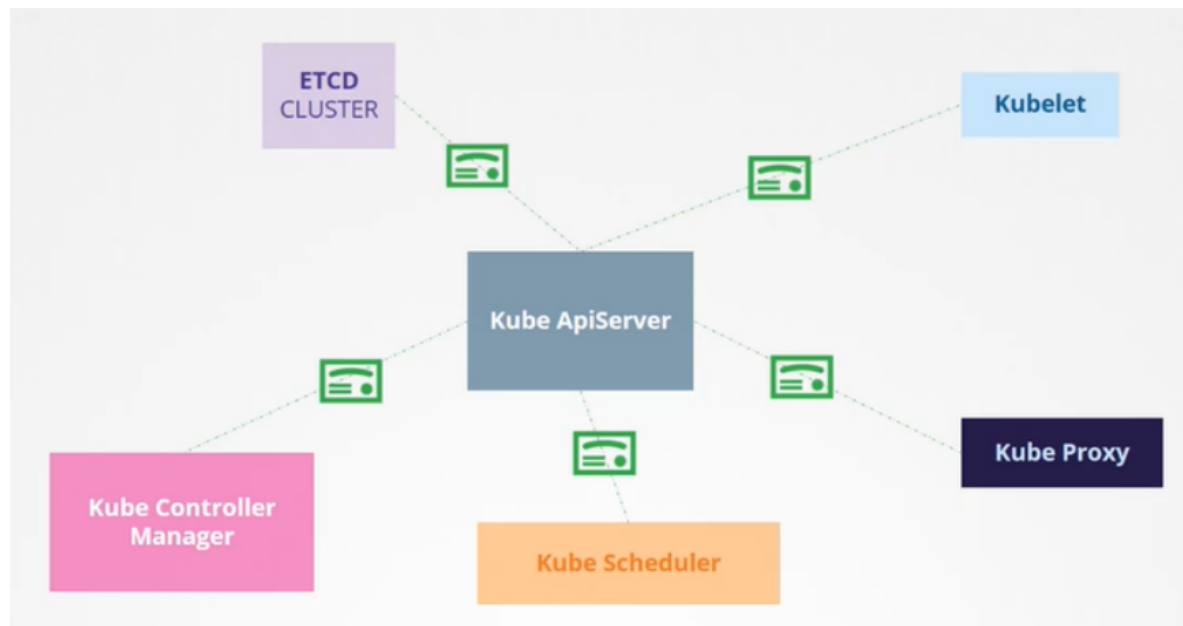 ETCD
CLUSTER
Kubelet
Kube ApiServer
Kube Proxy
Kube Controller
Manager
Kube Scheduler